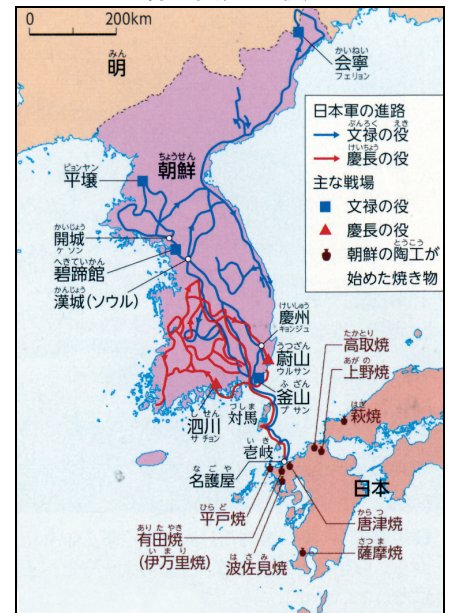 0 200km
みん
明
かいねい
会寧
フェリョン
日本軍の進路
ぶんろく えき
文禄の役
けいちょう
慶長の役
主な戦場
文禄の役
慶長の役
とうこう
朝鮮の陶工が
始めた焼き物
ちょうせん
朝鮮
ピョンヤン
平壌
かいじょう
開城
ケソン
へきていかん
碧蹄館
かんじょう
漢城(ソウル)
けいしゅう
慶州
キョンジュ
うつざん
蔚山
ウルサン
ふざん
釜山
プサン
しせん
泗川
サチョン
つしま
対馬
いき
壱岐
なごや
名護屋
たかとり
高取焼
あがの
上野焼
はぎ
萩焼
日本
ひらど
平戸焼
ありたやき
有田焼
いまり
(伊万里焼)
はさみ
波佐見焼
からつ
唐津焼
さつま
薩摩焼